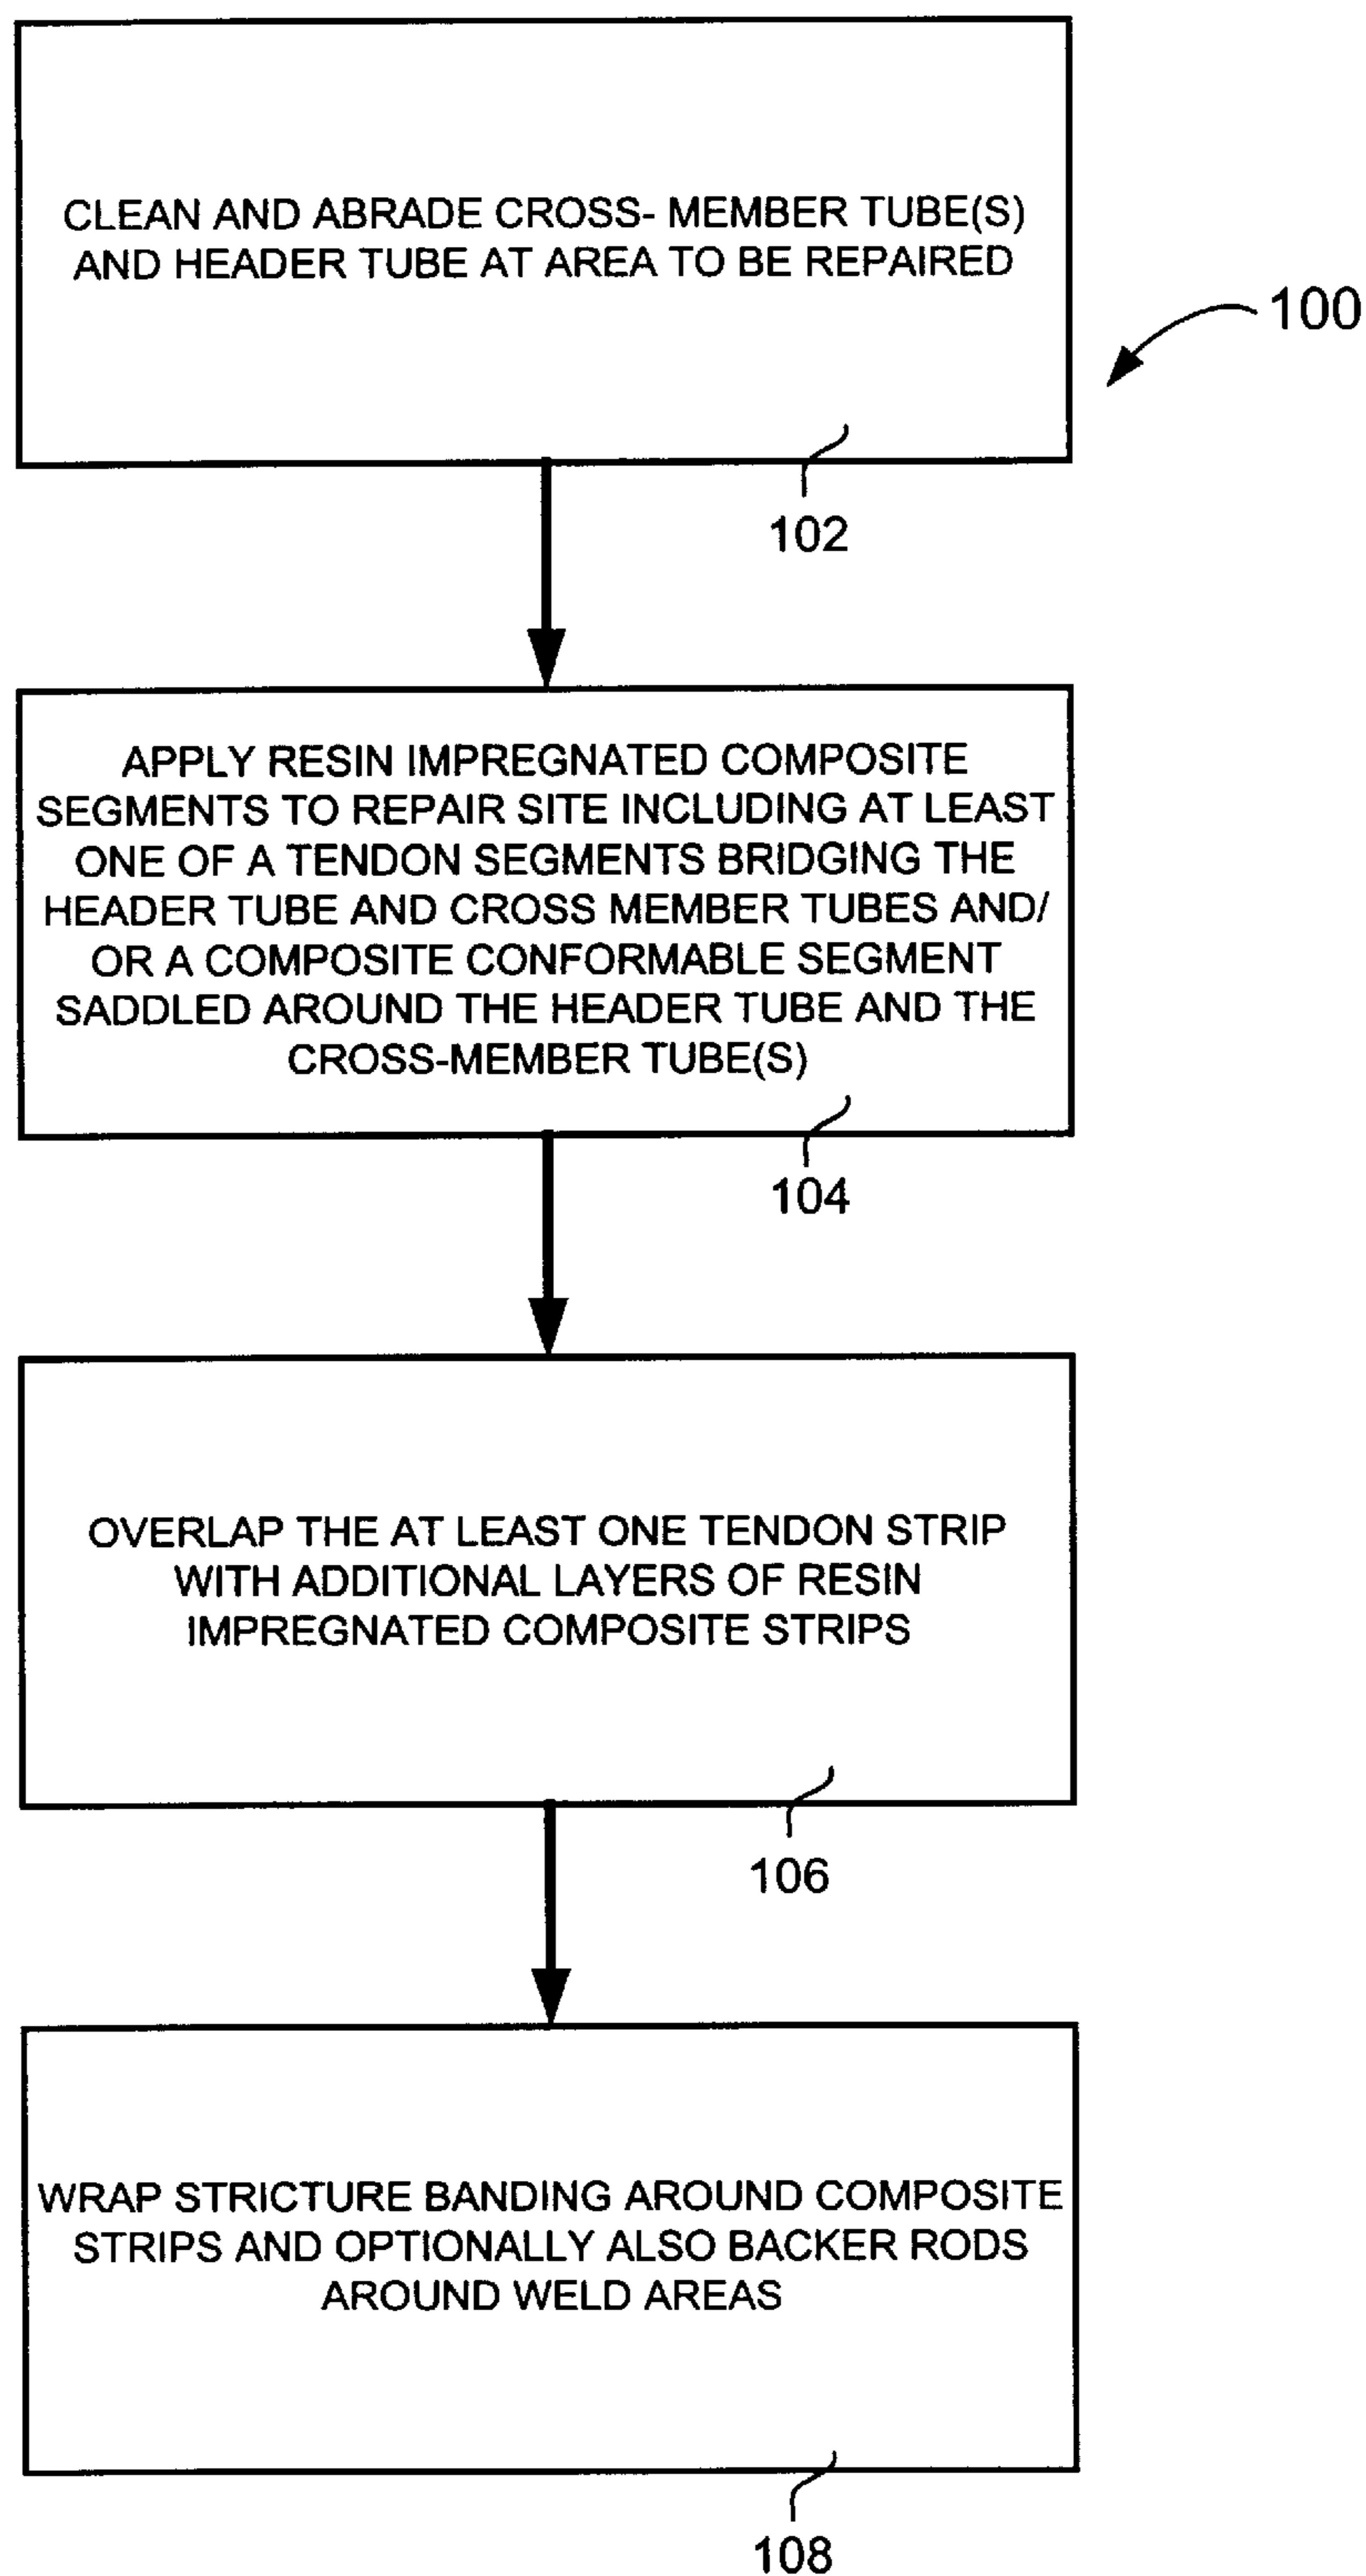 CLEAN AND ABRADE CROSS- MEMBER TUBE(S)
AND HEADER TUBE AT AREA TO BE REPAIRED
100
102
APPLY RESIN IMPREGNATED COMPOSITE
SEGMENTS TO REPAIR SITE INCLUDING AT LEAST
ONE OF A TENDON SEGMENTS BRIDGING THE
HEADER TUBE AND CROSS MEMBER TUBES AND/
OR A COMPOSITE CONFORMABLE SEGMENT
SADDLED AROUND THE HEADER TUBE AND THE
CROSS-MEMBER TUBE(S)
104
OVERLAP THE AT LEAST ONE TENDON STRIP
WITH ADDITIONAL LAYERS OF RESIN
IMPREGNATED COMPOSITE STRIPS
106
WRAP STRICTURE BANDING AROUND COMPOSITE
STRIPS AND OPTIONALLY ALSO BACKER RODS
AROUND WELD AREAS
108